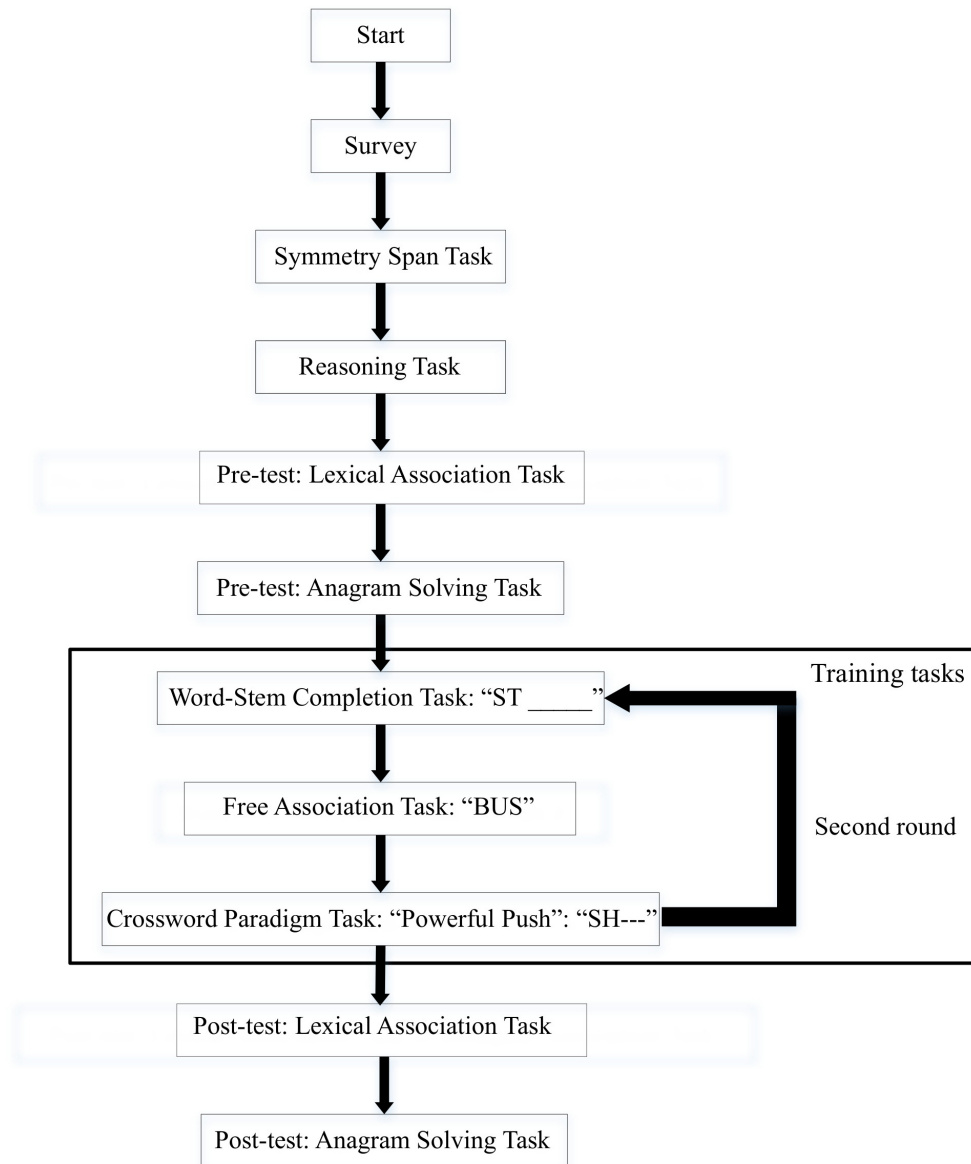 Start
Survey
Symmetry Span Task
Reasoning Task
Pre-test: Lexical Association Task
Pre-test: Anagram Solving Task
Training tasks
Word-Stem Completion Task: “ST _____”
Free Association Task: “BUS”
Second round
Crossword Paradigm Task: “Powerful Push”: “SH---”
Post-test: Lexical Association Task
Post-test: Anagram Solving Task